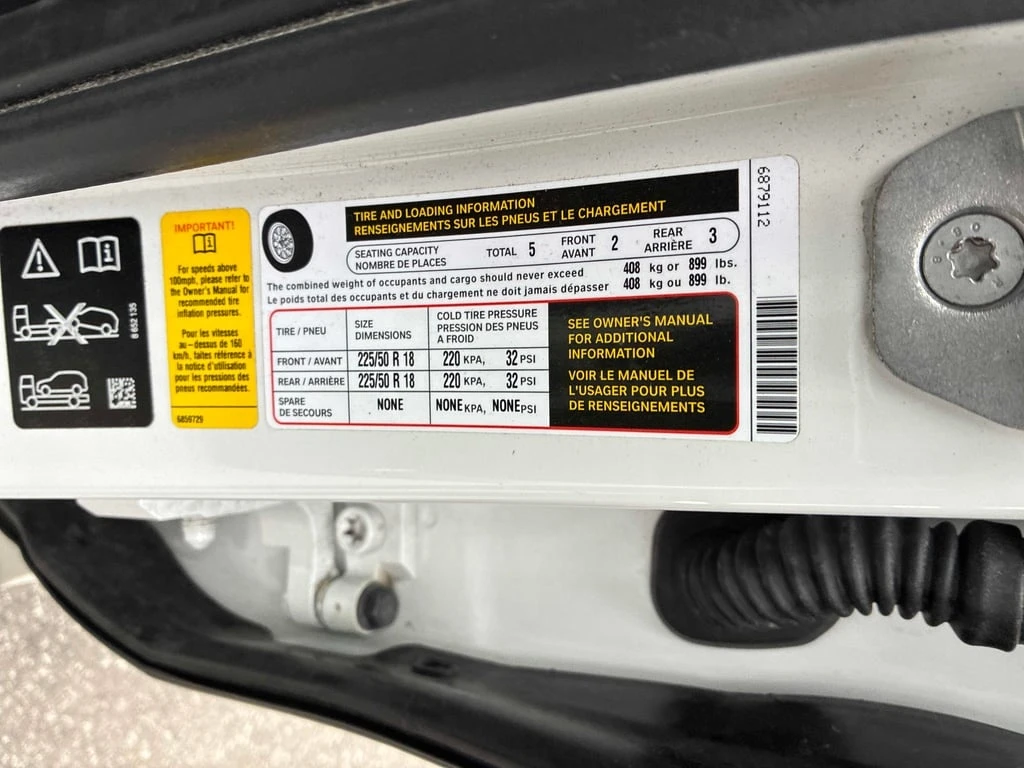 8 652 135
IMPORTANT!
For speeds above
100mph, please refer to
the Owner's Manual for
recommended tire
inflation pressures.
Pour les vitesses
au-dessus de 160
km/h, faites référence à
la notice d'utilisation
pour les pressions des
pneus recommandées.
6859729
TIRE AND LOADING INFORMATION
RENSEIGNEMENTS SUR LES PNEUS ET LE CHARGEMENT
SEATING CAPACITY
NOMBRE DE PLACES
TOTAL 5
FRONT
AVANT 2
REAR
ARRIÈRE 3
The combined weight of occupants and cargo should never exceed 408 kg or 899 lbs.
Le poids total des occupants et du chargement ne doit jamais dépasser 408 kg ou 899 lb.
TIRE / PNEU
SIZE
DIMENSIONS
COLD TIRE PRESSURE
PRESSION DES PNEUS
A FROID
FRONT / AVANT 225/50 R 18 220 KPA, 32 PSI
REAR / ARRIÈRE 225/50 R 18 220 KPA, 32 PSI
SPARE
DE SECOURS
NONE NONE KPA, NONE PSI
SEE OWNER'S MANUAL
FOR ADDITIONAL
INFORMATION
VOIR LE MANUEL DE
L'USAGER POUR PLUS
DE RENSEIGNEMENTS
6879112